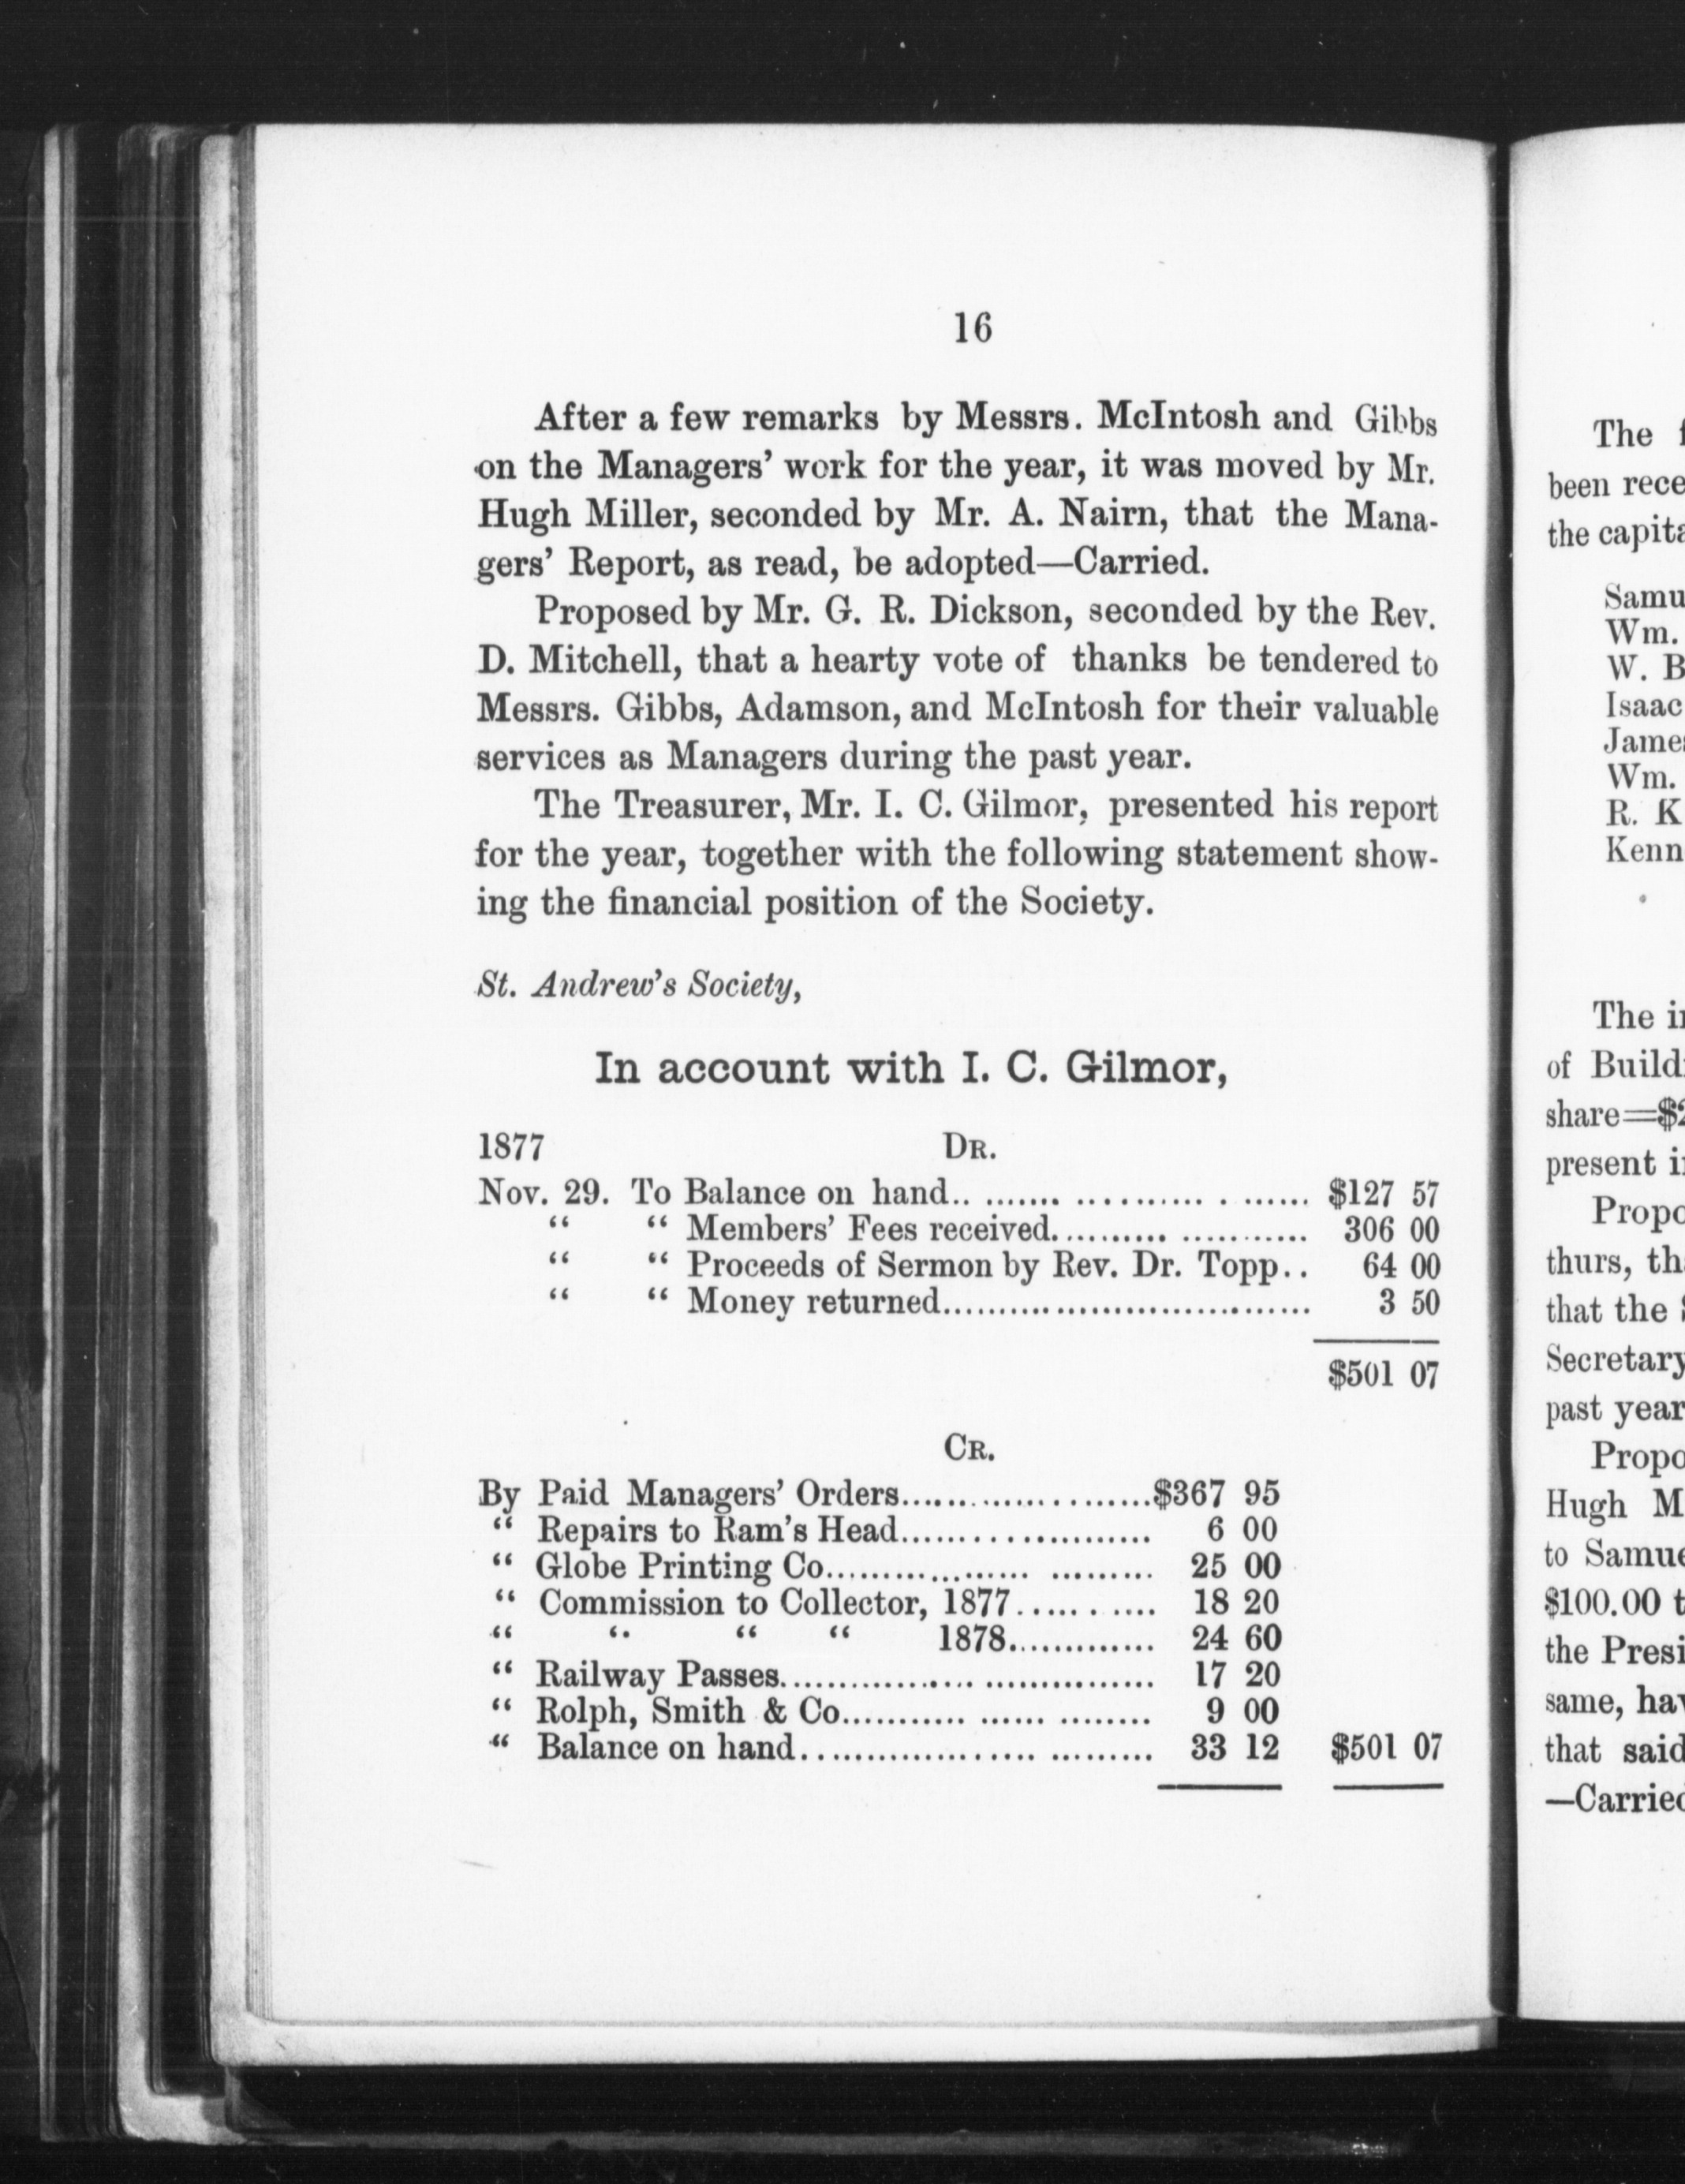 16
After a few remarks by Messrs. McIntosh and Gibbs
on the Managers' work for the year, it was moved by Mr.
Hugh Miller, seconded by Mr. A. Nairn, that the Mana-
gers' Report, as read, be adopted—Carried.
Proposed by Mr. G. R. Dickson, seconded by the Rev.
D. Mitchell, that a hearty vote of thanks be tendered to
Messrs. Gibbs, Adamson, and McIntosh for their valuable
services as Managers during the past year.
The Treasurer, Mr. I. C. Gilmor, presented his report
for the year, together with the following statement show-
ing the financial position of the Society.
St. Andrew's Society,
In account with I. C. Gilmor,
1877 DR.
Nov. 29. To Balance on hand.................................... $127 57
" " Members' Fees received..................... 306 00
" " Proceeds of Sermon by Rev. Dr. Topp.. 64 00
" " Money returned................................. 3 50
$501 07
CR.
By Paid Managers' Orders......................$367 95
" Repairs to Ram's Head...................... 6 00
" Globe Printing Co........................... 25 00
" Commission to Collector, 1877........... 18 20
" " " " 1878............. 24 60
" Railway Passes................................ 17 20
" Rolph, Smith & Co......................... 9 00
" Balance on hand............................. 33 12 $501 07
The
been rece
the capita
Samu
Wm.
W. B
Isaac
James
Wm.
R. K
Kenn
The in
of Build
share=$2
present in
Propo
thurs, th
that the
Secretary
past year
Propo
Hugh M
to Samue
$100.00 t
the Presi
same, hav
that said
—Carried